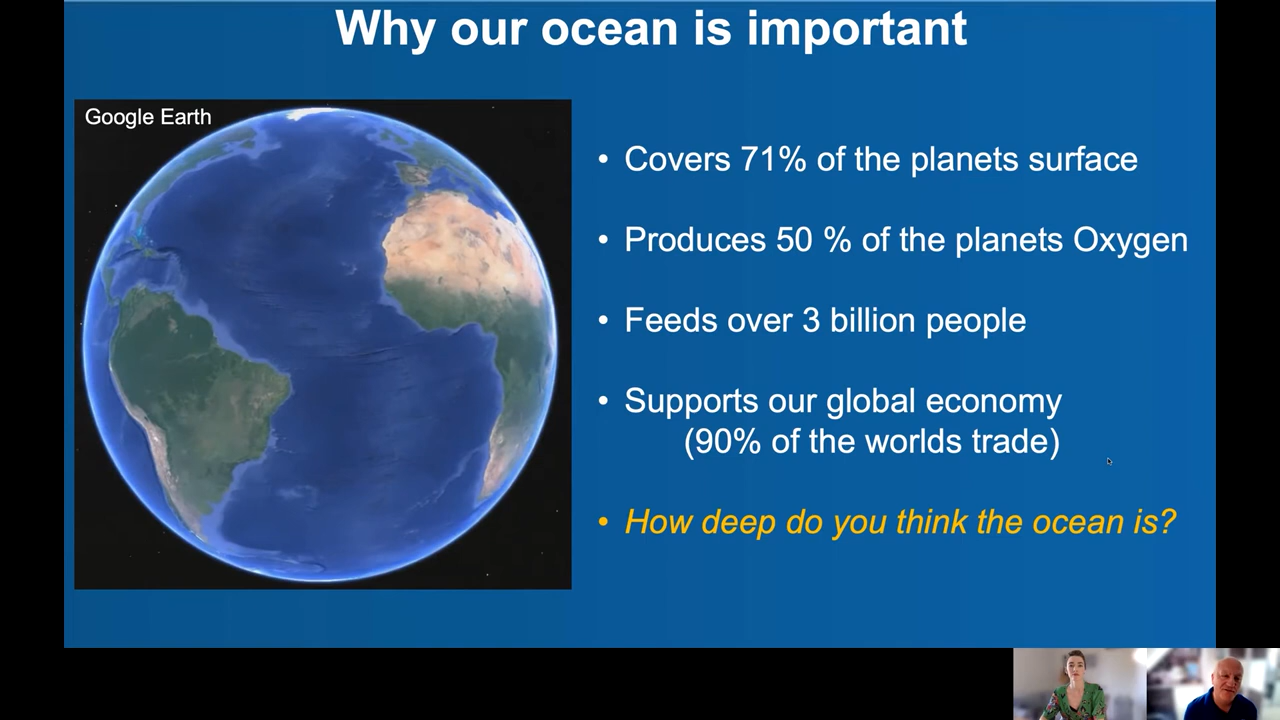 Why our ocean is important
Google Earth
• Covers 71% of the planets surface
• Produces 50 % of the planets Oxygen
• Feeds over 3 billion people
• Supports our global economy
(90% of the worlds trade)
• How deep do you think the ocean is?